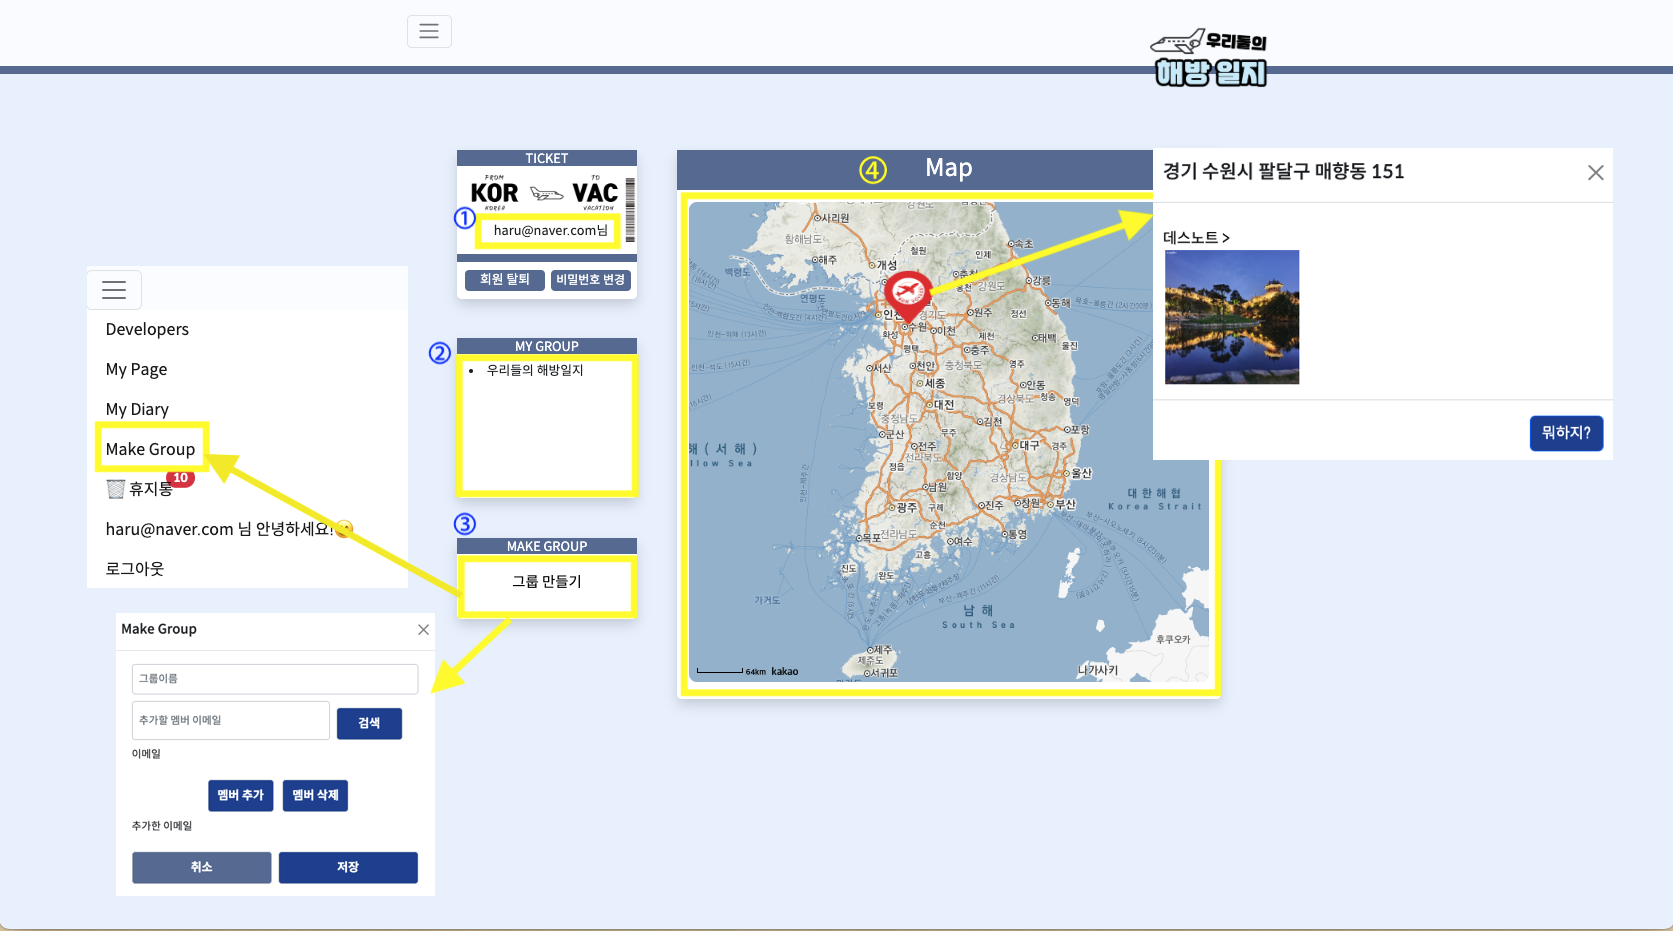 우리들의
해방 일지
TICKET
FROM
TO
KOR
VAC
KOREA
VACATION
①
haru@naver.com님
회원 탈퇴
비밀번호 변경
②
MY GROUP
우리들의 해방일지
③
MAKE GROUP
그룹 만들기
Developers
My Page
My Diary
Make Group
휴지통
10
haru@naver.com 님 안녕하세요!
로그아웃
Make Group
그룹이름
추가할 멤버 이메일
검색
이메일
멤버 추가
멤버 삭제
추가한 이메일
취소
저장
④
Map
사리원
강원도
황해남도
해주
철원
속초
인제
개성
백령도
춘천
강원도
강릉
홍천
연평도
동해
인천
경기도
원주
정선
수원
이천
화성
제천
태백
울진
평택
충주
서산
천안
충청북도
영주
세종
안동
보령
대전
경상북도
청송
영덕
충청남도
김천
군산
무주
포항
전주
대구
경주
전라북도
정읍
함양
경상남도
울산
남원
광주
구례
진주
창원
부산
순천
목포
전라남도
여수
통영
고흥
진도
완도
가거도
해 ( 서 해 )
llow Sea
대 한 해 협
Korea Strait
남 해
South Sea
제주
제주도
서귀포
후쿠오카
나가사키
64km
kakao
경기 수원시 팔달구 매향동 151
데스노트 >
뭐하지?